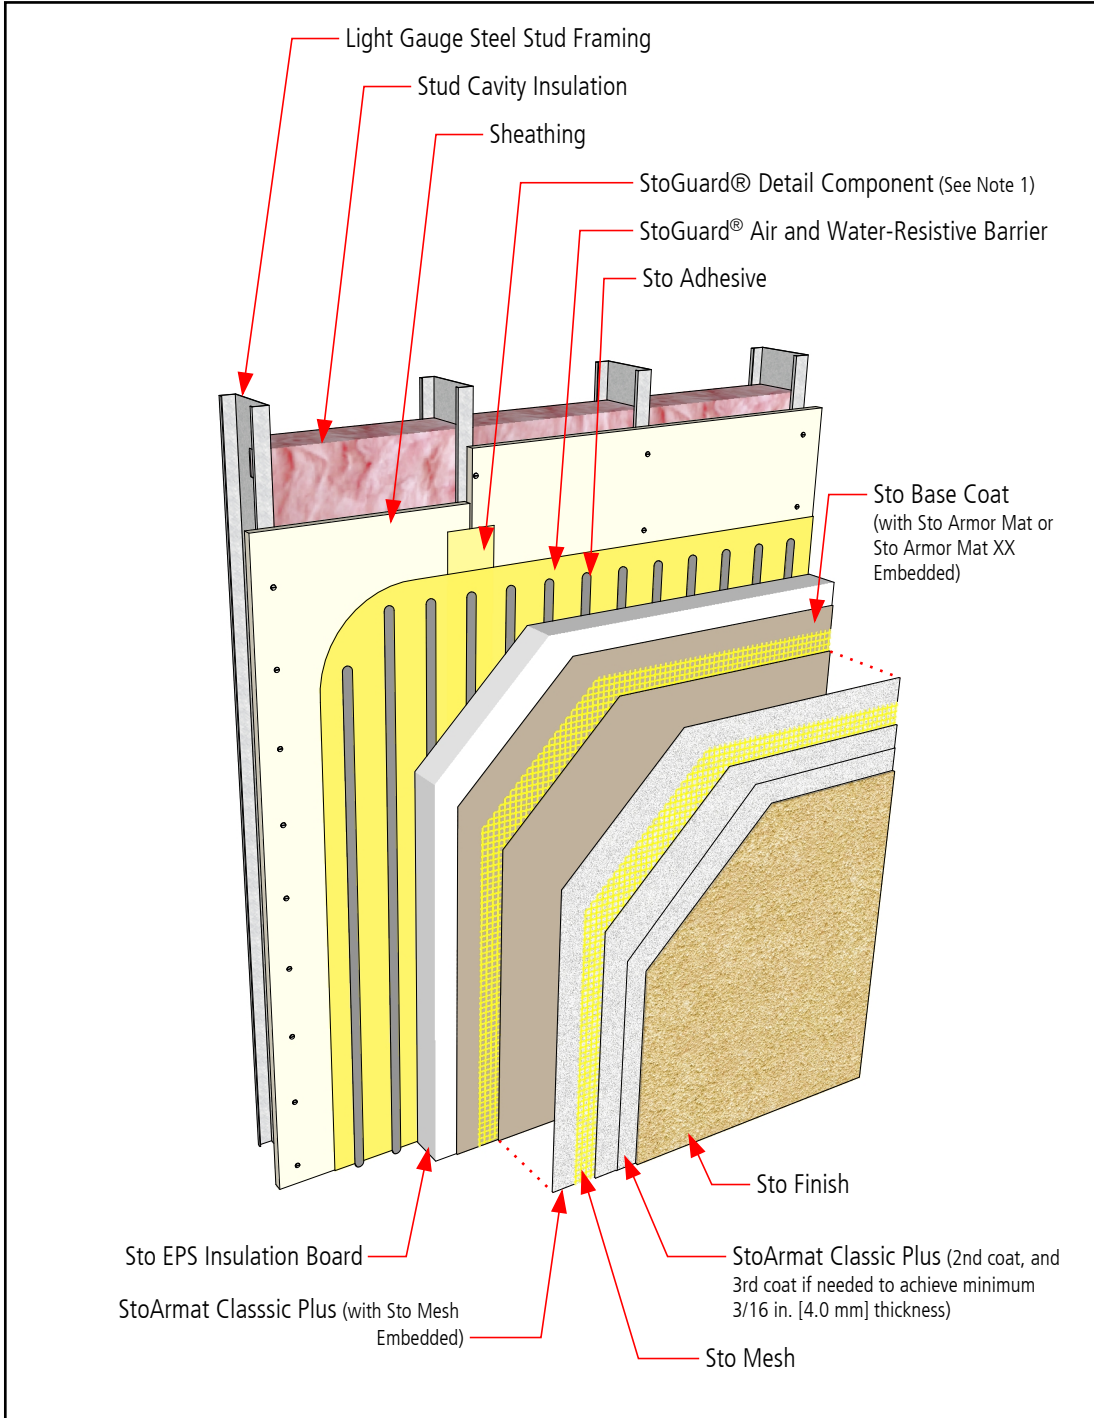 Light Gauge Steel Stud Framing
Stud Cavity Insulation
Sheathing
StoGuard® Detail Component (See Note 1)
StoGuard® Air and Water-Resistive Barrier
Sto Adhesive
Sto Base Coat
(with Sto Armor Mat or
Sto Armor Mat XX
Embedded)
Sto Finish
Sto EPS Insulation Board
StoArmat Classic Plus (2nd coat, and
3rd coat if needed to achieve minimum
3/16 in. [4.0 mm] thickness)
StoArmat Classsic Plus (with Sto Mesh
Embedded)
Sto Mesh